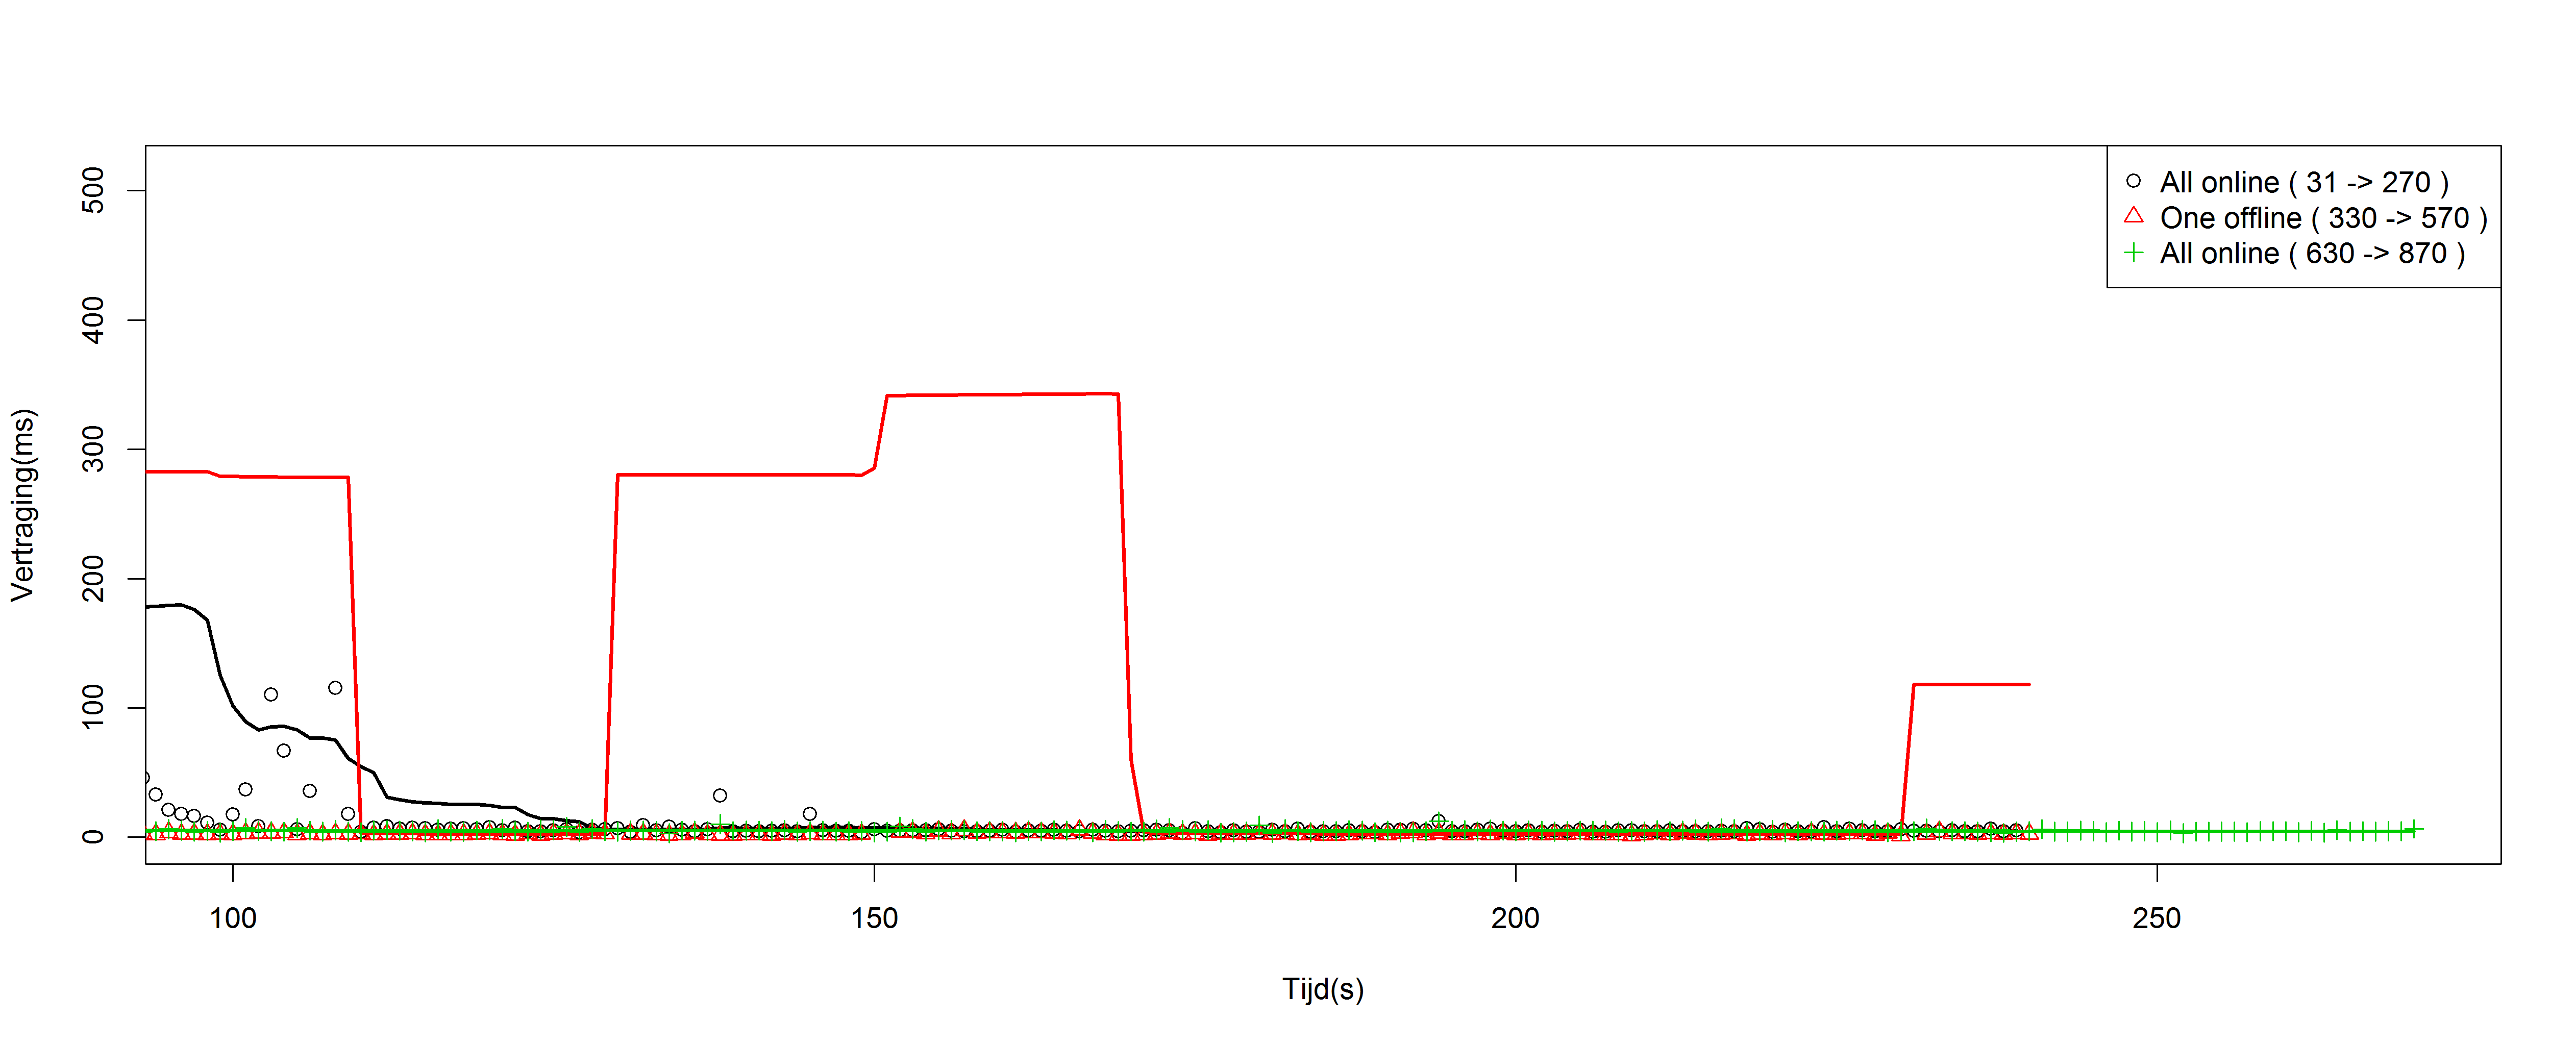 All online ( 31 -> 270 )
One offline ( 330 -> 570 )
All online ( 630 -> 870 )
Vertraging(ms)
500
400
300
200
100
0
100
150
200
250
Tijd(s)